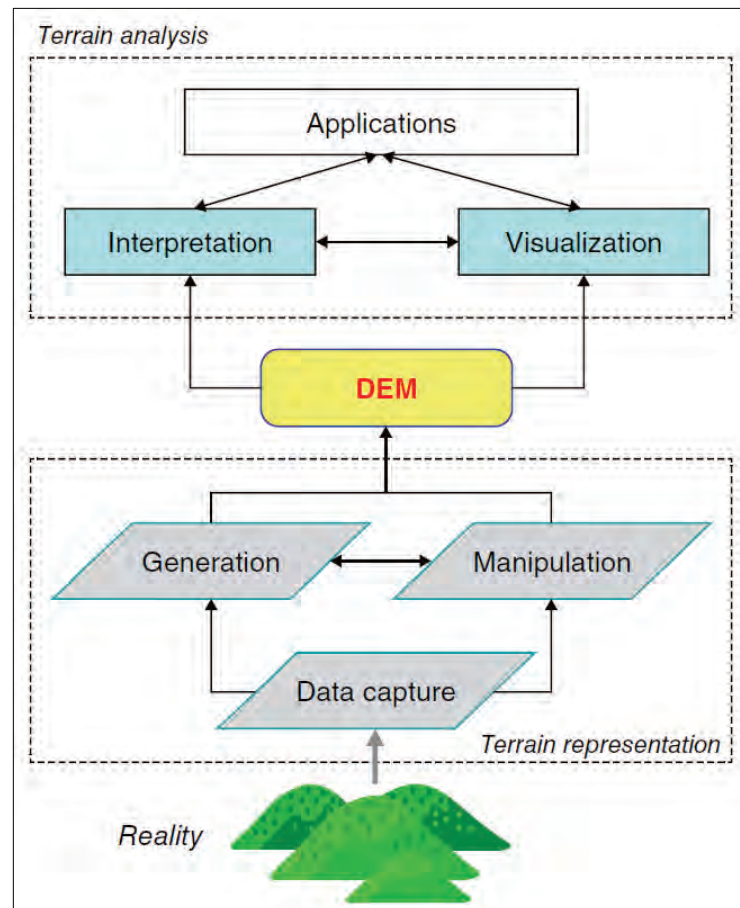 Terrain analysis
Applications
Interpretation
Visualization
DEM
Generation
Manipulation
Data capture
Terrain representation
Reality